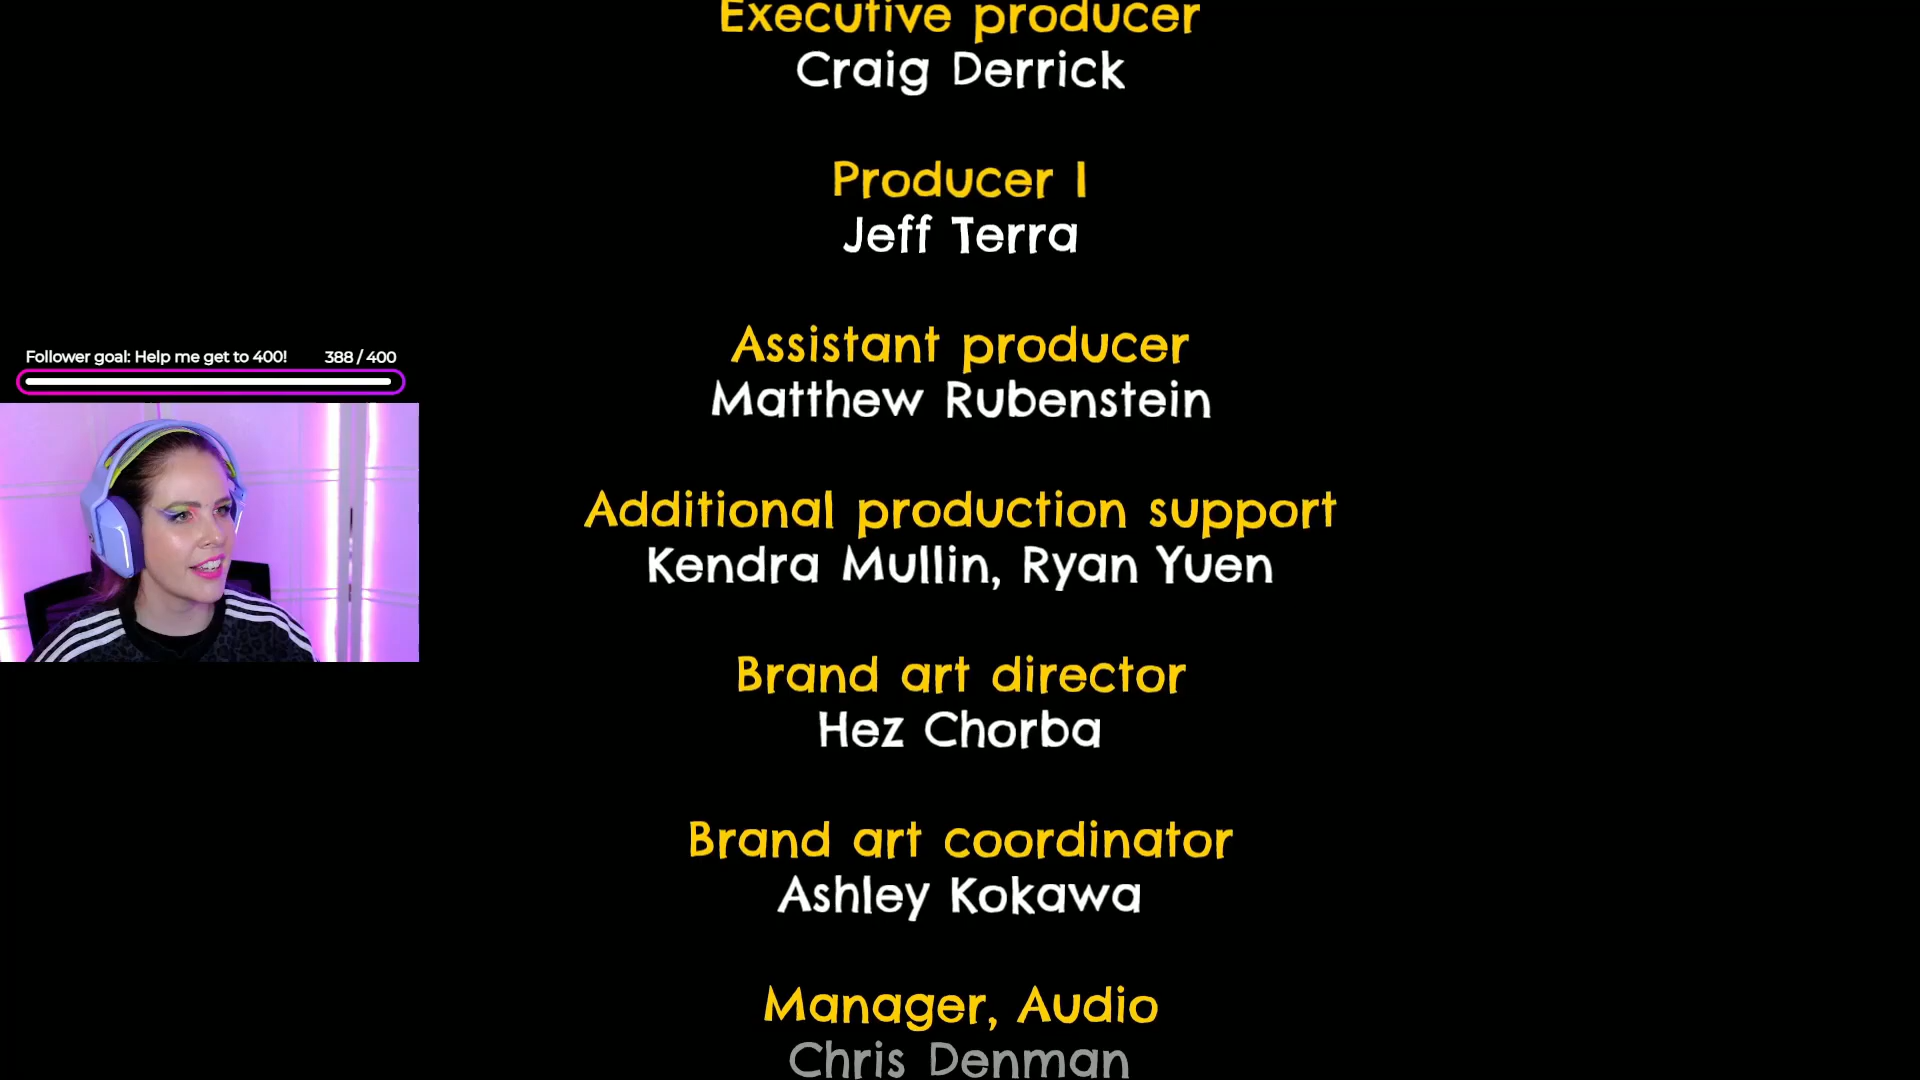 Executive producer
Craig Derrick
Producer I
Jeff Terra
Assistant producer
Matthew Rubenstein
Follower goal: Help me get to 400! 388 / 400
Additional production support
Kendra Mullin, Ryan Yuen
Brand art director
Hez Chorba
Brand art coordinator
Ashley Kokawa
Manager, Audio
Chris Denman